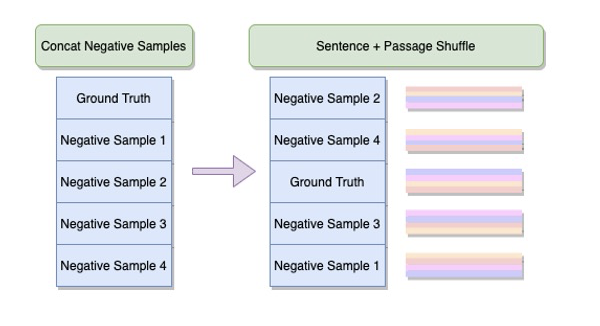 Concat Negative Samples
Ground Truth
Negative Sample 1
Negative Sample 2
Negative Sample 3
Negative Sample 4
Sentence + Passage Shuffle
Negative Sample 2
Negative Sample 4
Ground Truth
Negative Sample 3
Negative Sample 1